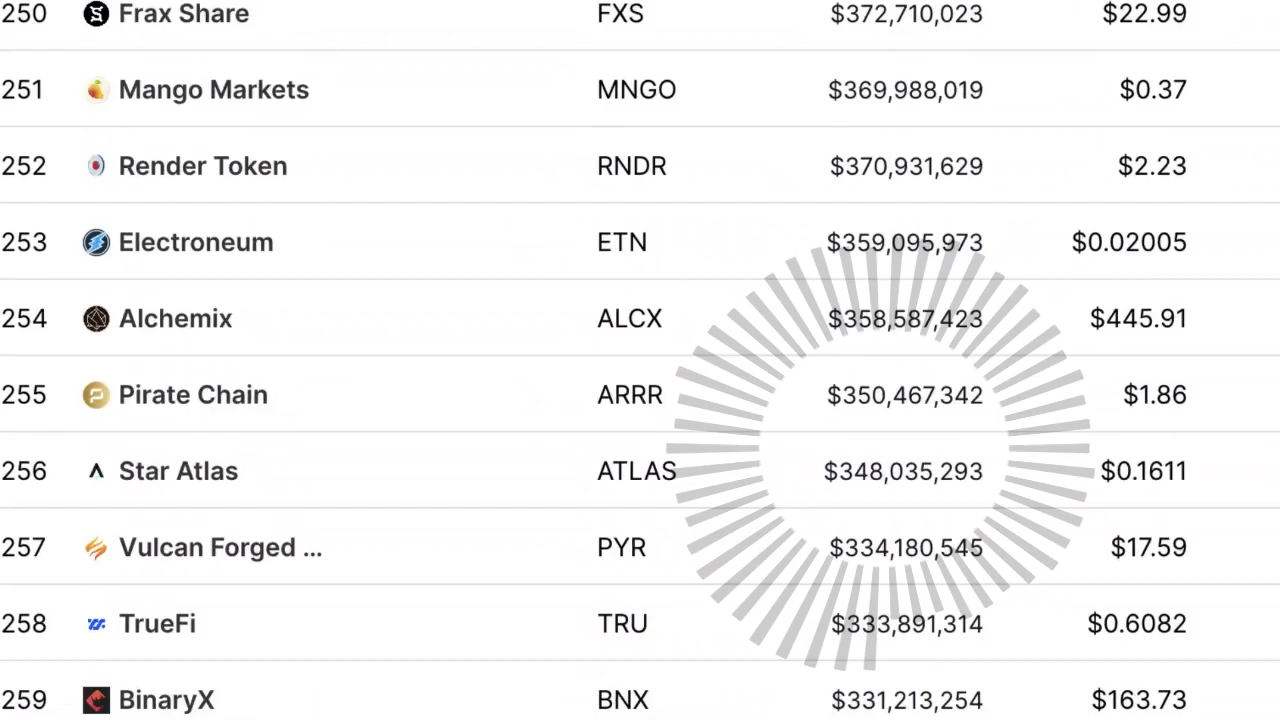 250 Frax Share FXS $372,710,023 $22.99
251 Mango Markets MNGO $369,988,019 $0.37
252 Render Token RNDR $370,931,629 $2.23
253 Electroneum ETN $359,095,973 $0.02005
254 Alchemix ALCX $358,587,423 $445.91
255 Pirate Chain ARRR $350,467,342 $1.86
256 Star Atlas ATLAS $348,035,293 $0.1611
257 Vulcan Forged ... PYR $334,180,545 $17.59
258 TrueFi TRU $333,891,314 $0.6082
259 BinaryX BNX $331,213,254 $163.73